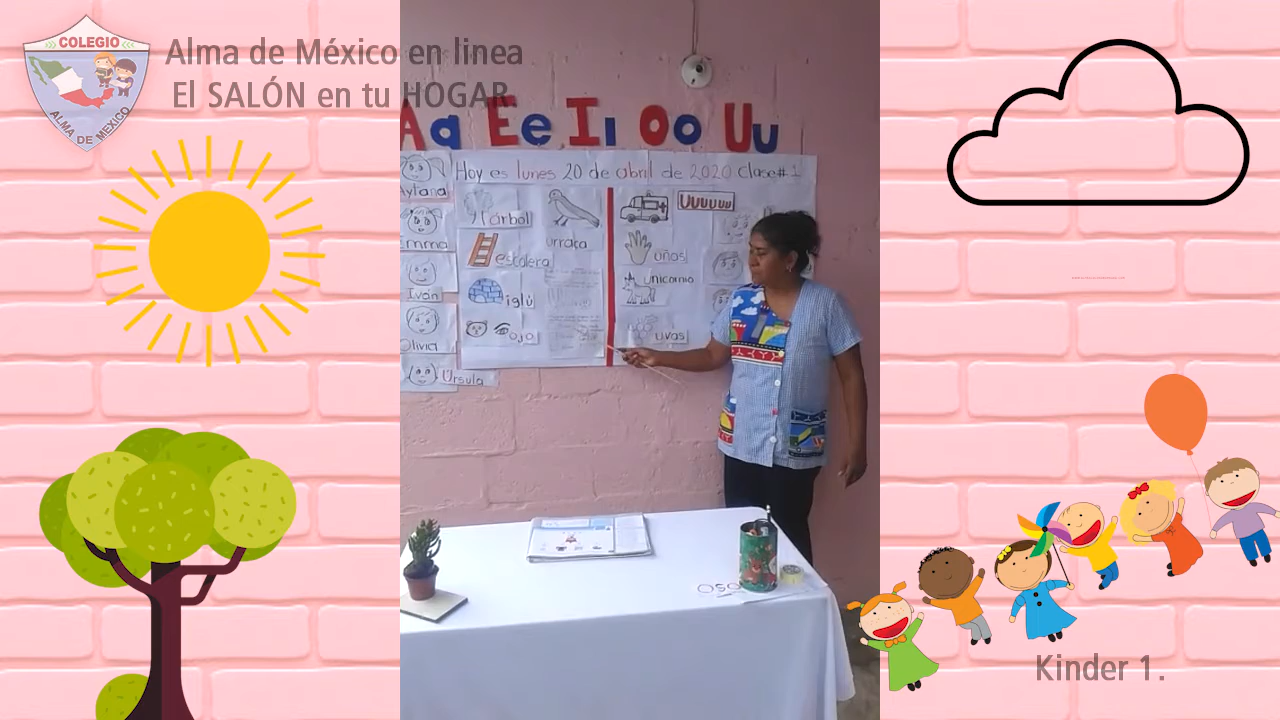 COLEGIO
ALMA DE MÉXICO
Alma de México en linea
El SALÓN en tu HOGAR
Aa Ee Ii Oo Uu
Hoy es lunes 20 de abril de 2020 Clase #1
Aytana
árbol
urraca
Uuuuuu
Emma
escalera
uñas
Iván
iglú
unicornio
Olivia
ojo
uvas
Úrsula
oso
Kinder 1.